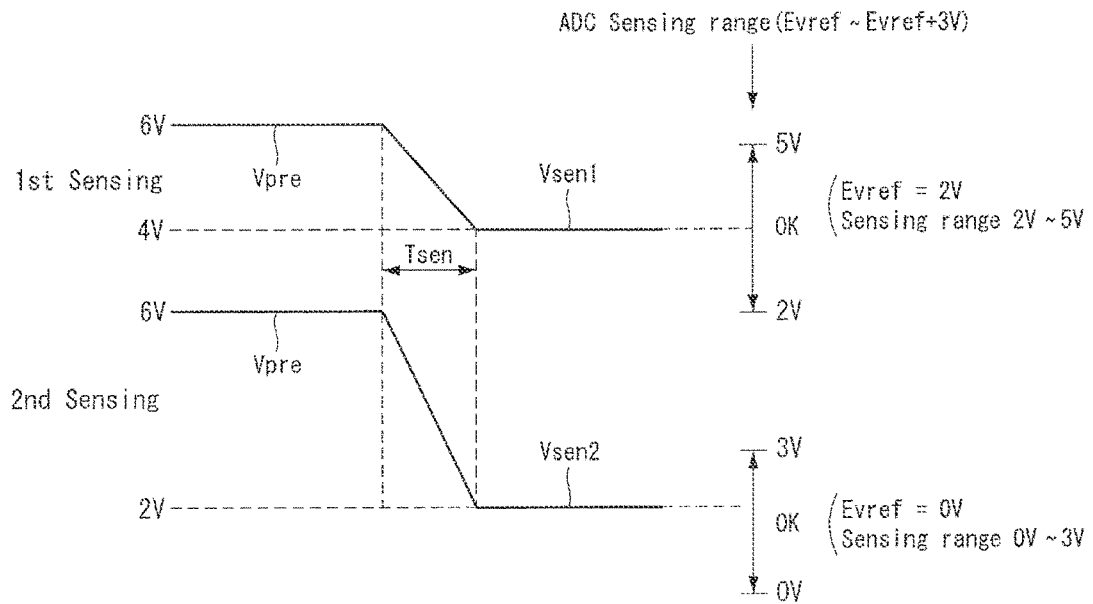 ADC Sensing range(Evref ~ Evref+3V)
6V
5V
1st Sensing
Vpre
Vsen1
Evref = 2V
4V
OK
Sensing range 2V ~ 5V
Tsen
6V
2V
Vpre
2nd Sensing
Vsen2
3V
2V
OK
Evref = 0V
Sensing range 0V ~ 3V
0V